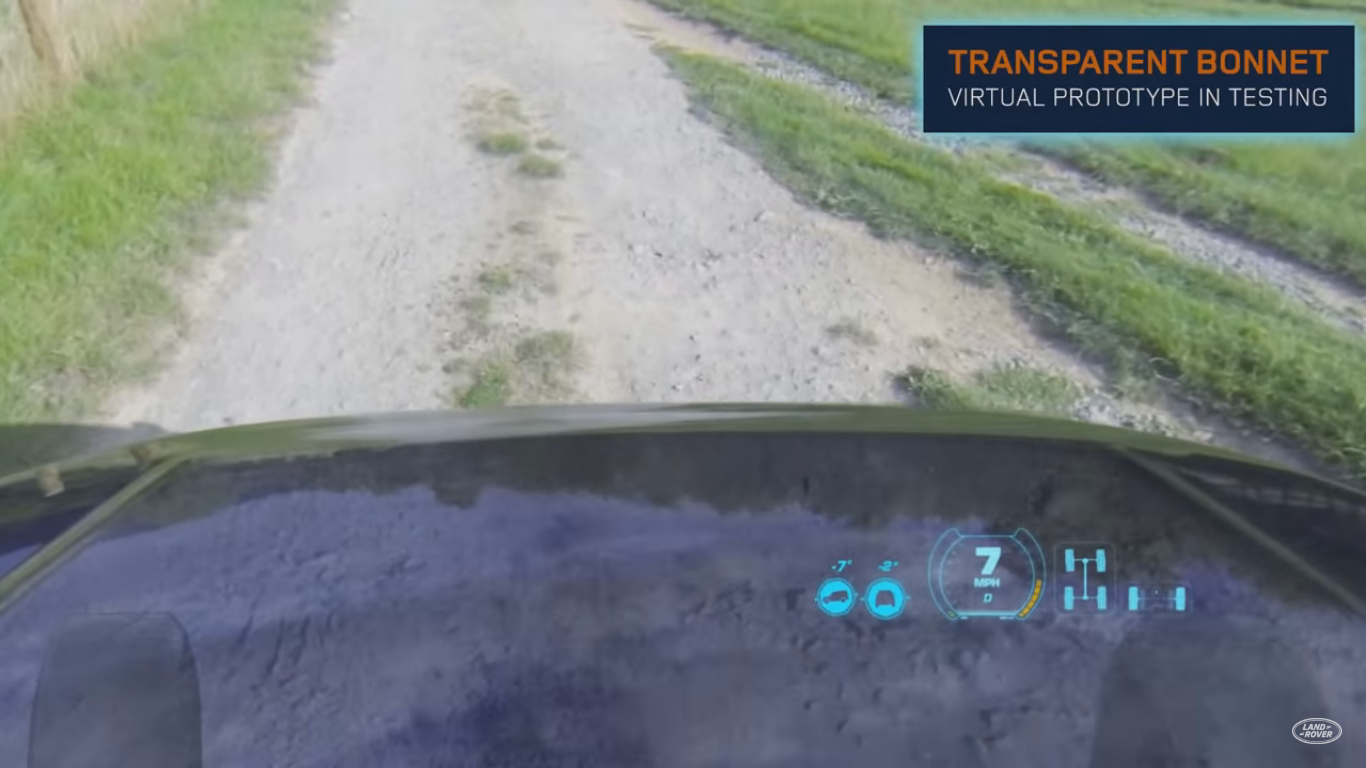 TRANSPARENT BONNET
VIRTUAL PROTOTYPE IN TESTING
-7° -2°
7
MPH
D
LAND-
-ROVER